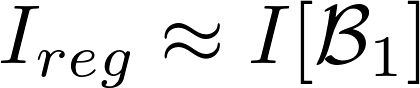 I_{reg} ≈ I[ℬ_1]